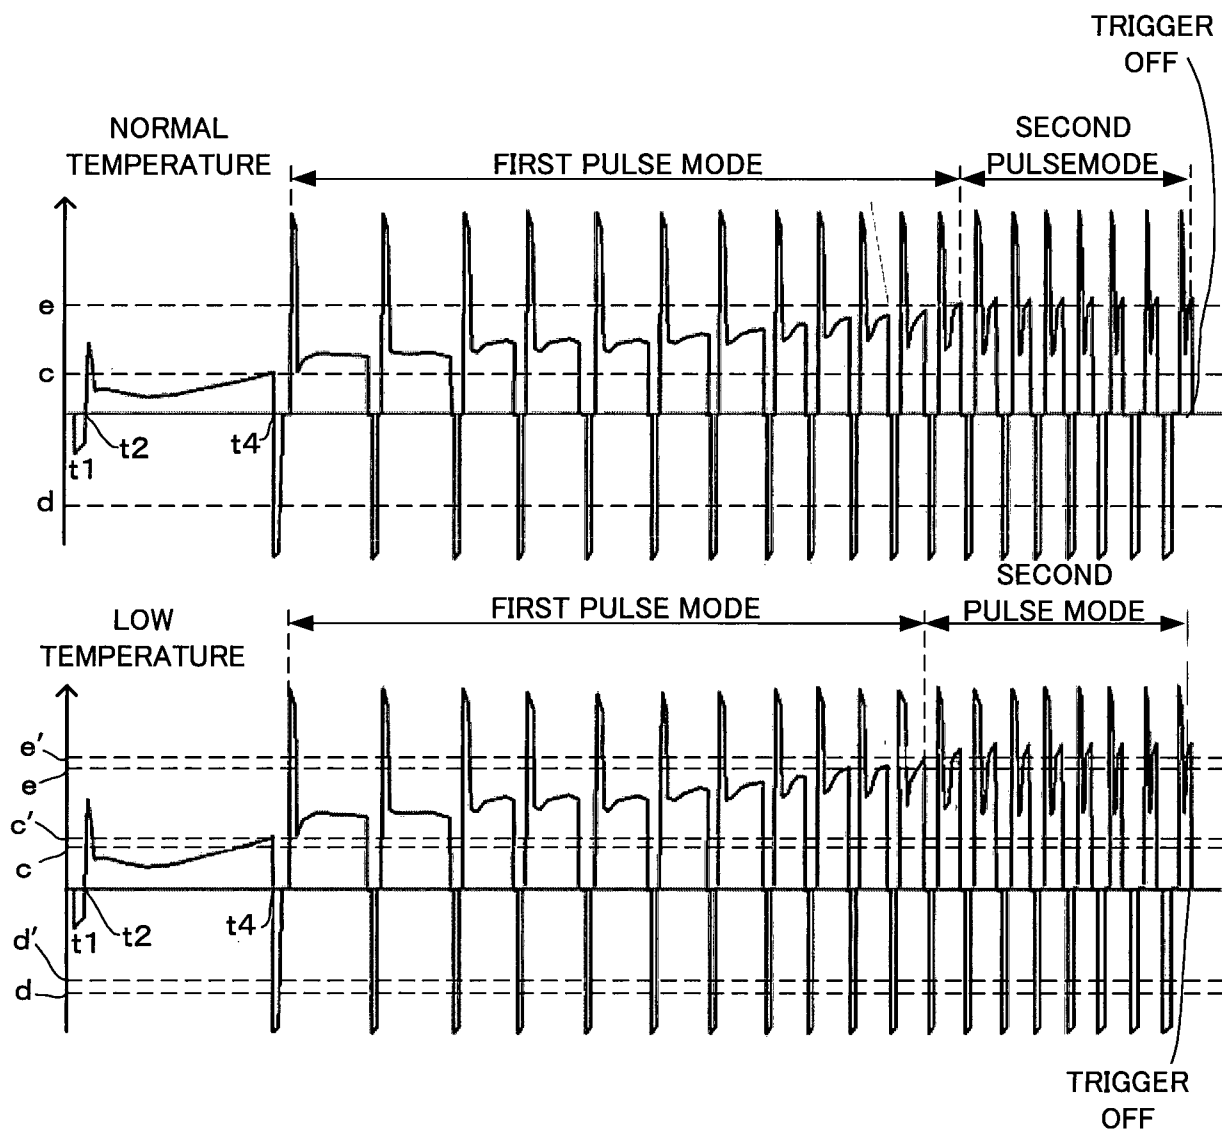 TRIGGER
OFF
NORMAL
TEMPERATURE
FIRST PULSE MODE
SECOND
PULSEMODE
e
c
t2
t4
t1
d
SECOND
PULSE MODE
FIRST PULSE MODE
LOW
TEMPERATURE
e'
e
c'
c
t1
t2
t4
d'
d
TRIGGER
OFF